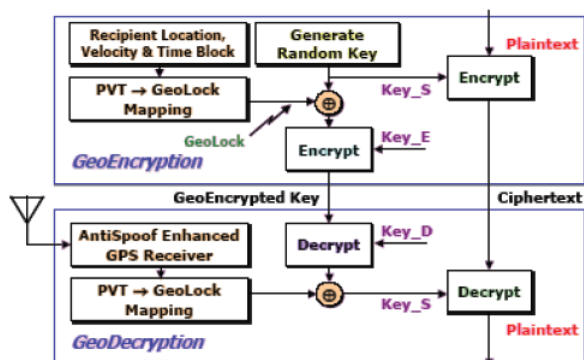 Recipient Location,
Velocity & Time Block
Generate
Random Key
Plaintext
PVT → GeoLock
Mapping
⊕
Key_S
Encrypt
GeoLock
Encrypt
Key_E
GeoEncryption
GeoEncrypted Key
Ciphertext
AntiSpoof Enhanced
GPS Receiver
Decrypt
Key_D
PVT → GeoLock
Mapping
⊕
Key_S
Decrypt
GeoDecryption
Plaintext